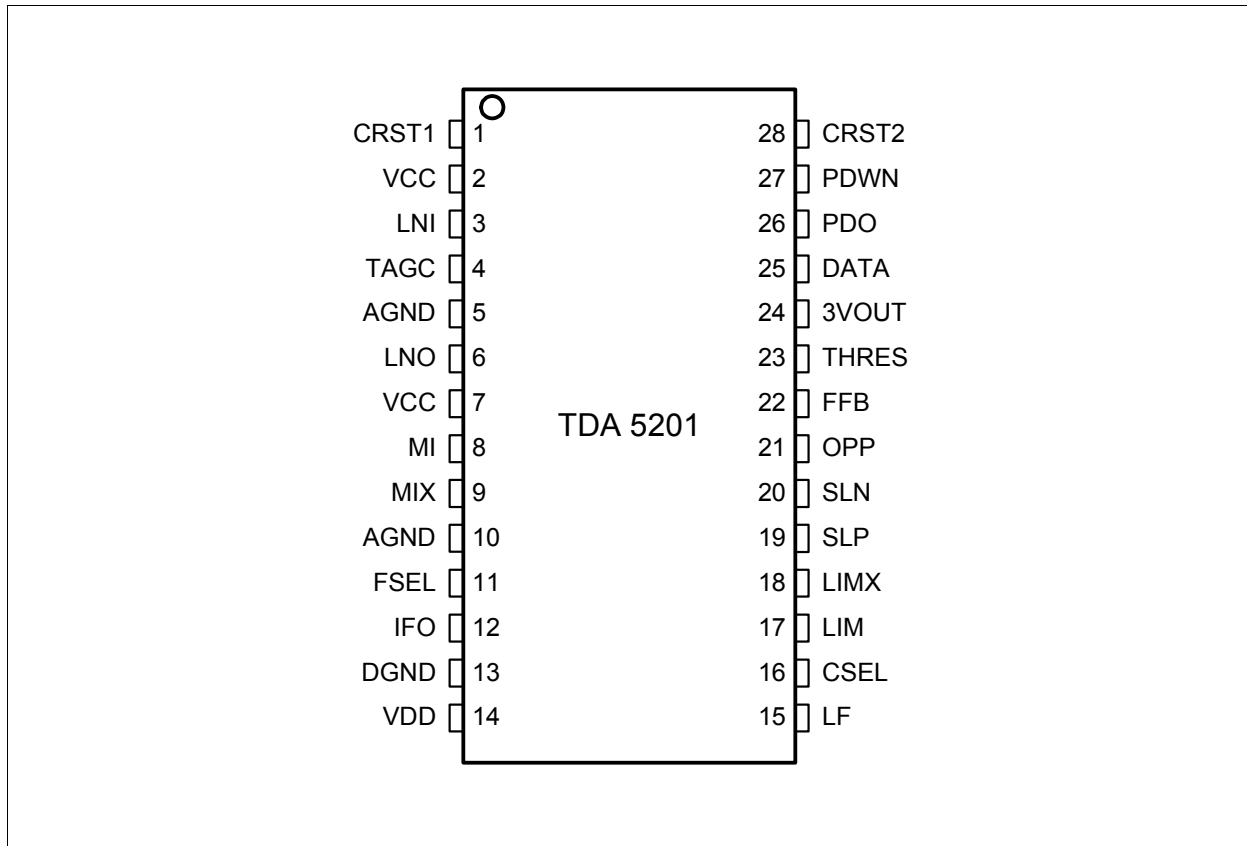 CRST1 1 28 CRST2
VCC 2 27 PDWN
LNI 3 26 PDO
TAGC 4 25 DATA
AGND 5 24 3VOUT
LNO 6 23 THRES
VCC 7 22 FFB
TDA 5201
MI 8 21 OPP
MIX 9 20 SLN
AGND 10 19 SLP
FSEL 11 18 LIMX
IFO 12 17 LIM
DGND 13 16 CSEL
VDD 14 15 LF